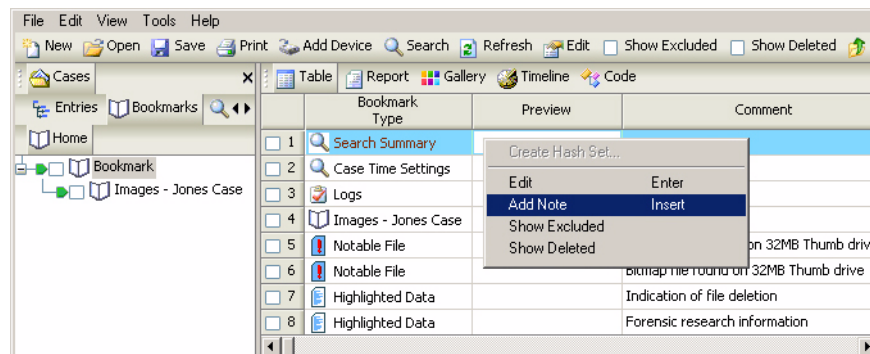 File Edit View Tools Help
New Open Save Print Add Device Search Refresh Edit Show Excluded Show Deleted
Cases Table Report Gallery Timeline Code
Entries Bookmarks
Home
Bookmark
Images - Jones Case
Bookmark Type Preview Comment
1 Search Summary
2 Case Time Settings
3 Logs
4 Images - Jones Case
5 Notable File on 32MB Thumb driv
6 Notable File Bitmap file found on 32MB Thumb drive
7 Highlighted Data Indication of file deletion
8 Highlighted Data Forensic research information
Create Hash Set...
Edit Enter
Add Note Insert
Show Excluded
Show Deleted